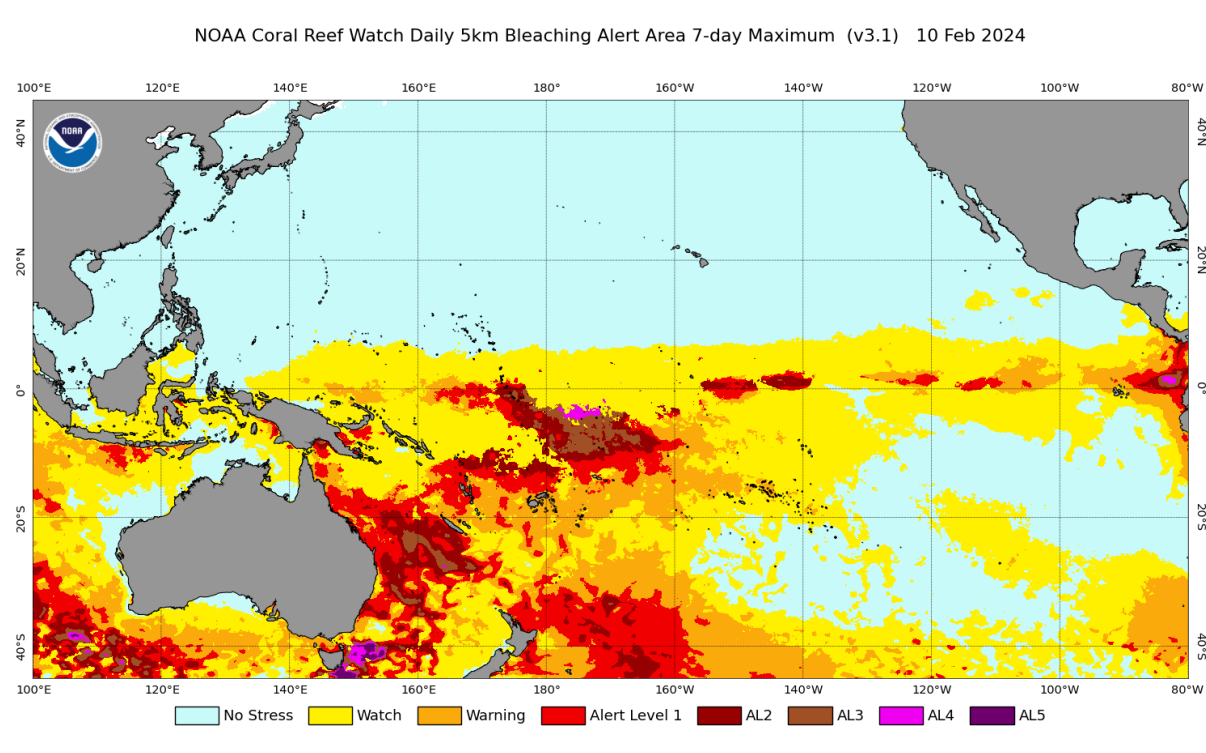 NOAA Coral Reef Watch Daily 5km Bleaching Alert Area 7-day Maximum (v3.1) 10 Feb 2024
100°E 120°E 140°E 160°E 180° 160°W 140°W 120°W 100°W 80°W
NOAA
40°N 40°N
20°N 20°N
0° 0°
20°S 20°S
40°S 40°S
100°E 120°E 140°E 160°E 180° 160°W 140°W 120°W 100°W 80°W
No Stress Watch Warning Alert Level 1 AL2 AL3 AL4 AL5